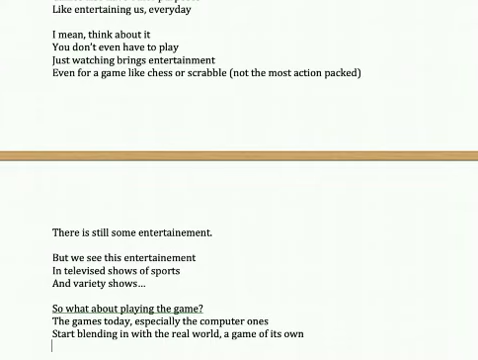 Like entertaining us, everyday
I mean, think about it
You don't even have to play
Just watching brings entertainment
Even for a game like chess or scrabble (not the most action packed)
There is still some entertainement.
But we see this entertainement
In televised shows of sports
And variety shows...
So what about playing the game?
The games today, especially the computer ones
Start blending in with the real world, a game of its own